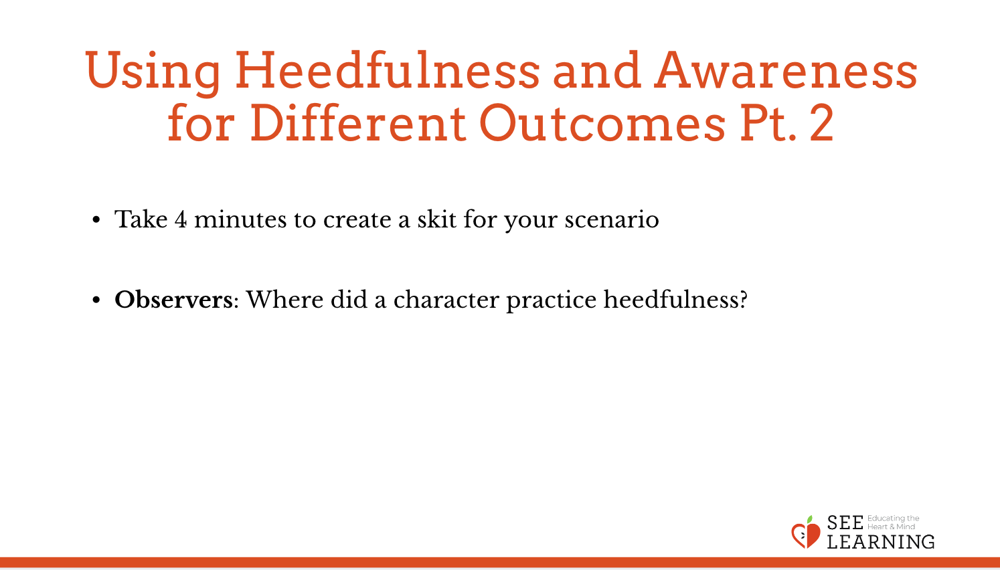 Using Heedfulness and Awareness
for Different Outcomes Pt. 2
• Take 4 minutes to create a skit for your scenario
• Observers: Where did a character practice heedfulness?
SEE Educating the
Heart & Mind
LEARNING